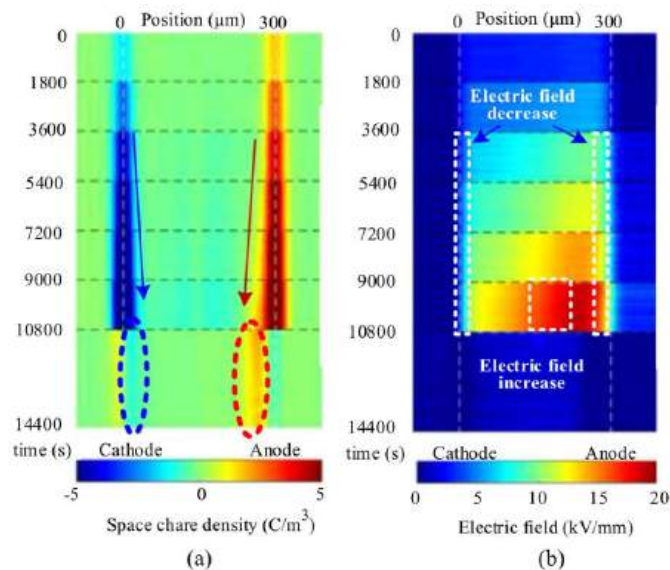 0 Position (μm) 300
0
1800
3600
5400
7200
9000
10800
14400
time (s)
Cathode Anode
-5 0 5
Space chare density (C/m³)
(a)
0 Position (μm) 300
0
1800
3600
5400
7200
9000
10800
14400
time (s)
Electric field
decrease
Electric field
increase
Cathode Anode
0 5 10 15 20
Electric field (kV/mm)
(b)